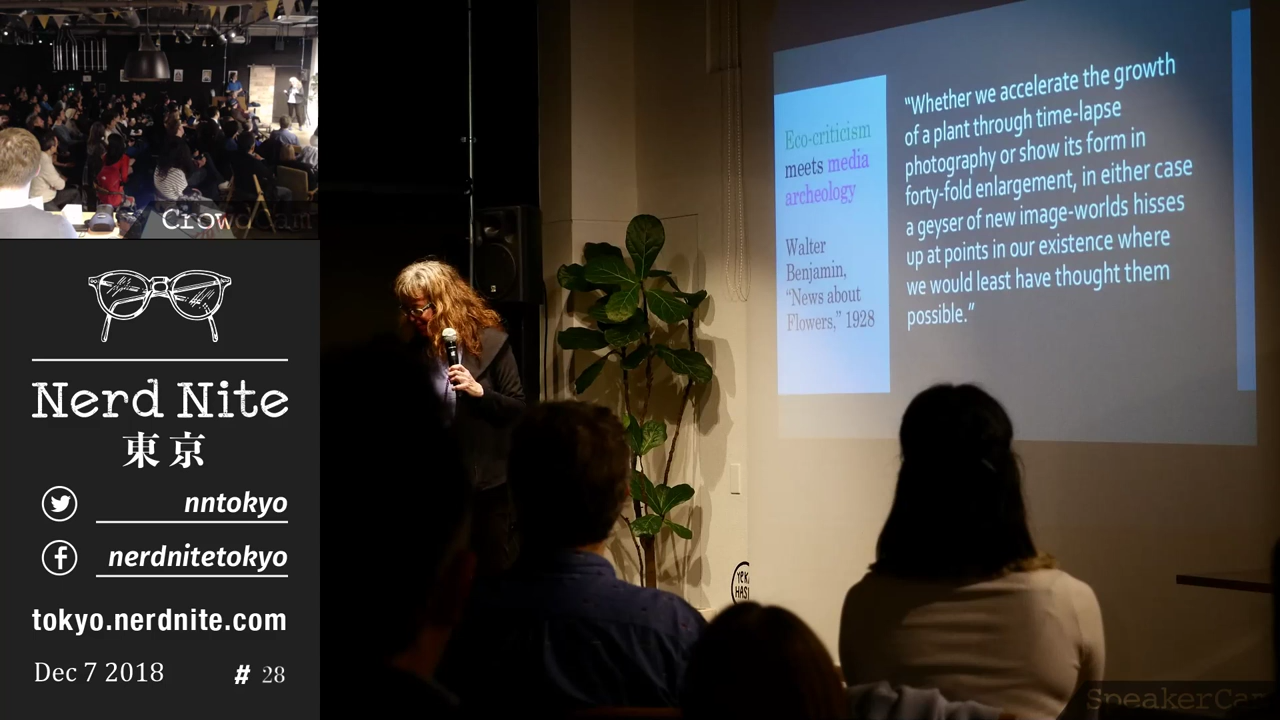 CrowdCam
Nerd Nite
東京
nntokyo
nerdnitetokyo
tokyo.nerdnite.com
Dec 7 2018 # 28
Eco-criticism
meets media
archeology
Walter
Benjamin,
“News about
Flowers,” 1928
“Whether we accelerate the growth
of a plant through time-lapse
photography or show its form in
forty-fold enlargement, in either case
a geyser of new image-worlds hisses
up at points in our existence where
we would least have thought them
possible.”
SpeakerCam